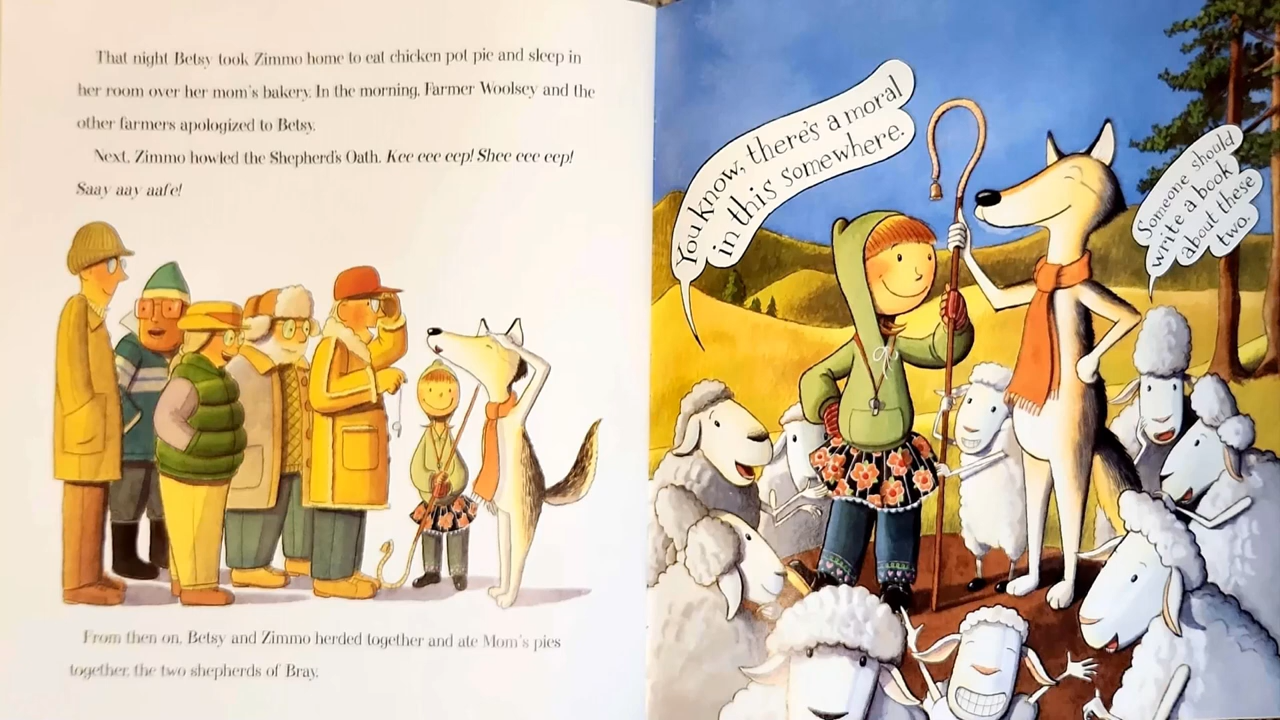 That night Betsy took Zimmo home to eat chicken pot pie and sleep in
her room over her mom's bakery. In the morning, Farmer Woolsey and the
other farmers apologized to Betsy.
Next, Zimmo howled the Shepherd's Oath. Kee eee eep! Shee eee eep!
Saay aay aafe!
From then on, Betsy and Zimmo herded together and ate Mom's pies
together, the two shepherds of Bray.
You know, there's a moral
in this somewhere.
Someone should
write a book
about these
two.